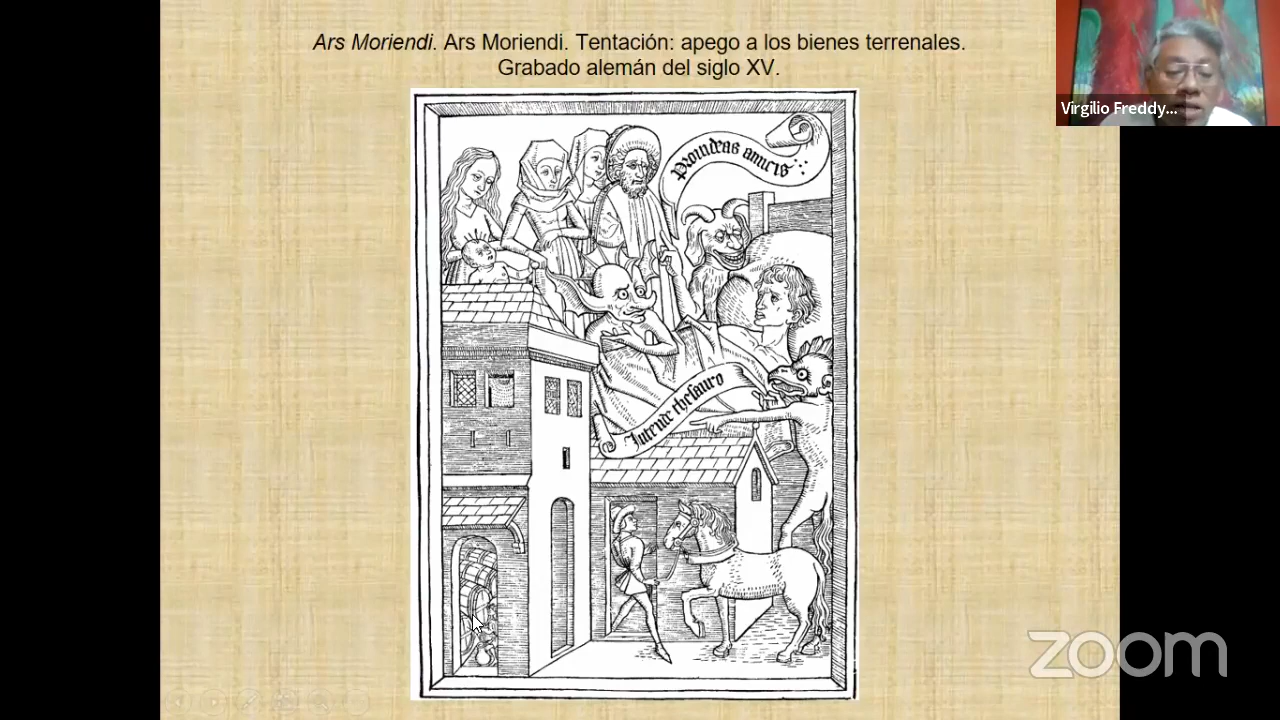 Ars Moriendi. Ars Moriendi. Tentación: apego a los bienes terrenales.
Grabado alemán del siglo XV.
Virgilio Freddy...
Prouideas amicis
Intende thesauro
zoom